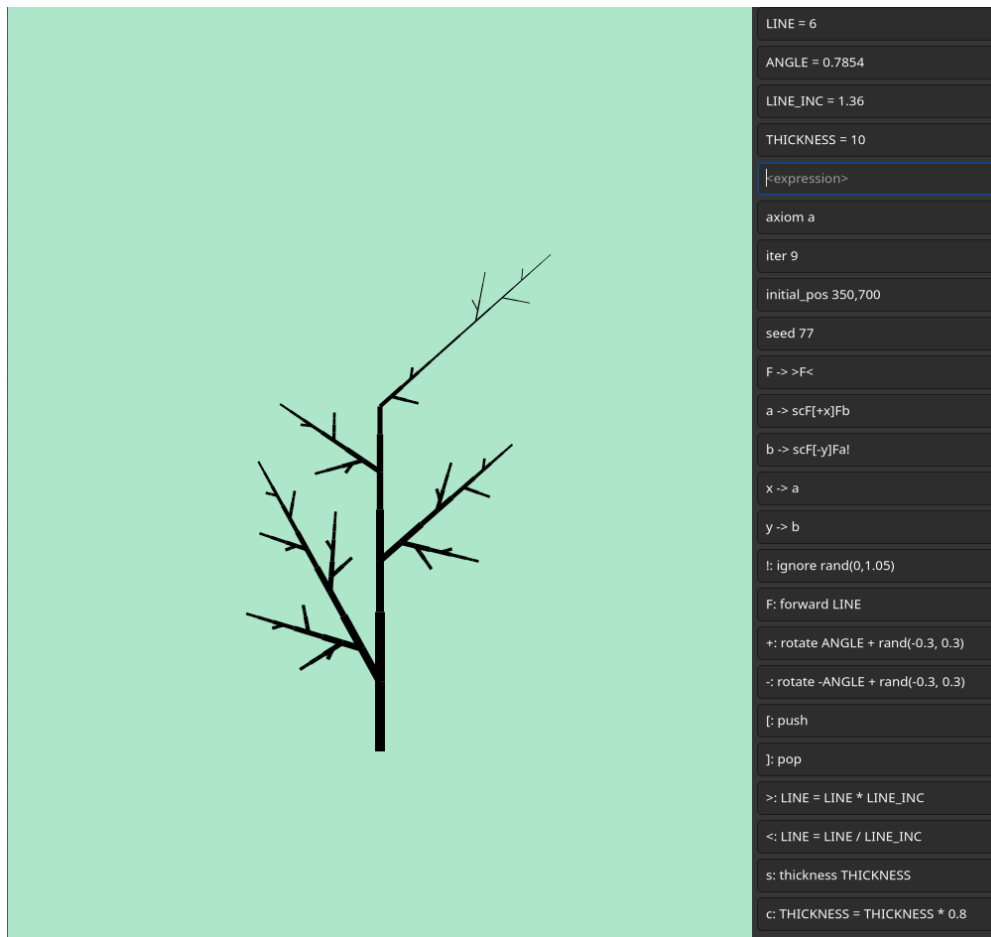 LINE = 6
ANGLE = 0.7854
LINE_INC = 1.36
THICKNESS = 10
<expression>
axiom a
iter 9
initial_pos 350,700
seed 77
F -> >F<
a -> scF[+x]Fb
b -> scF[-y]Fa!
x -> a
y -> b
!: ignore rand(0,1.05)
F: forward LINE
+: rotate ANGLE + rand(-0.3, 0.3)
-: rotate -ANGLE + rand(-0.3, 0.3)
[: push
]: pop
>: LINE = LINE * LINE_INC
<: LINE = LINE / LINE_INC
s: thickness THICKNESS
c: THICKNESS = THICKNESS * 0.8